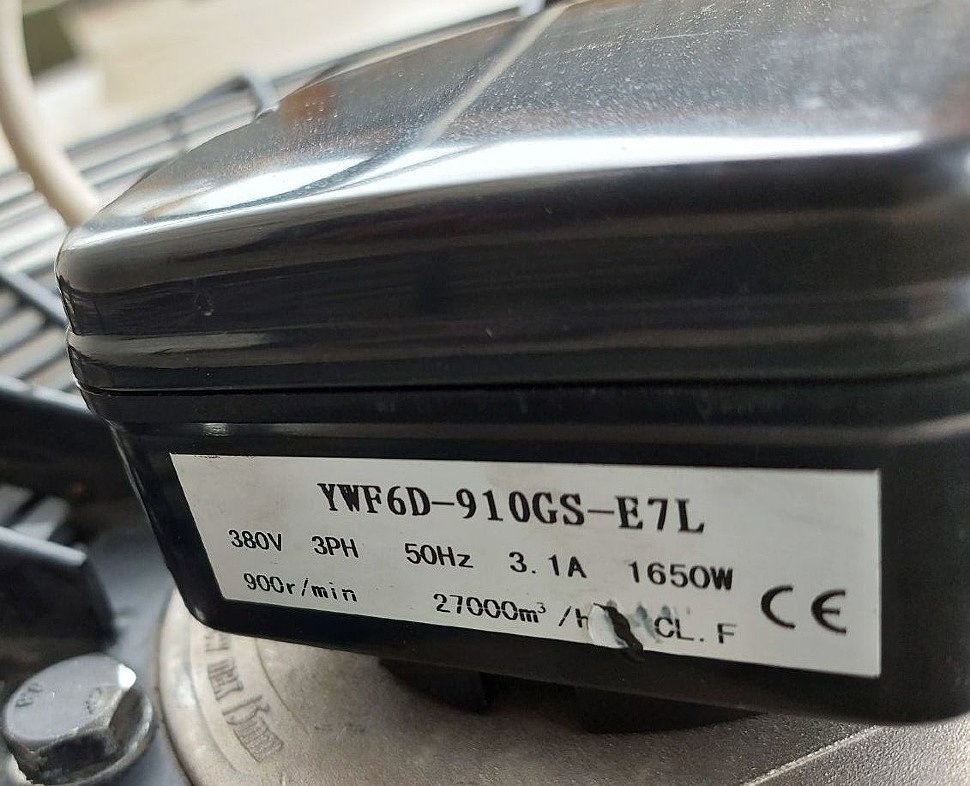 YWF6D-910GS-E7L
380V 3PH 50Hz 3.1A 1650W
900r/min 27000m³/h CL.F CE